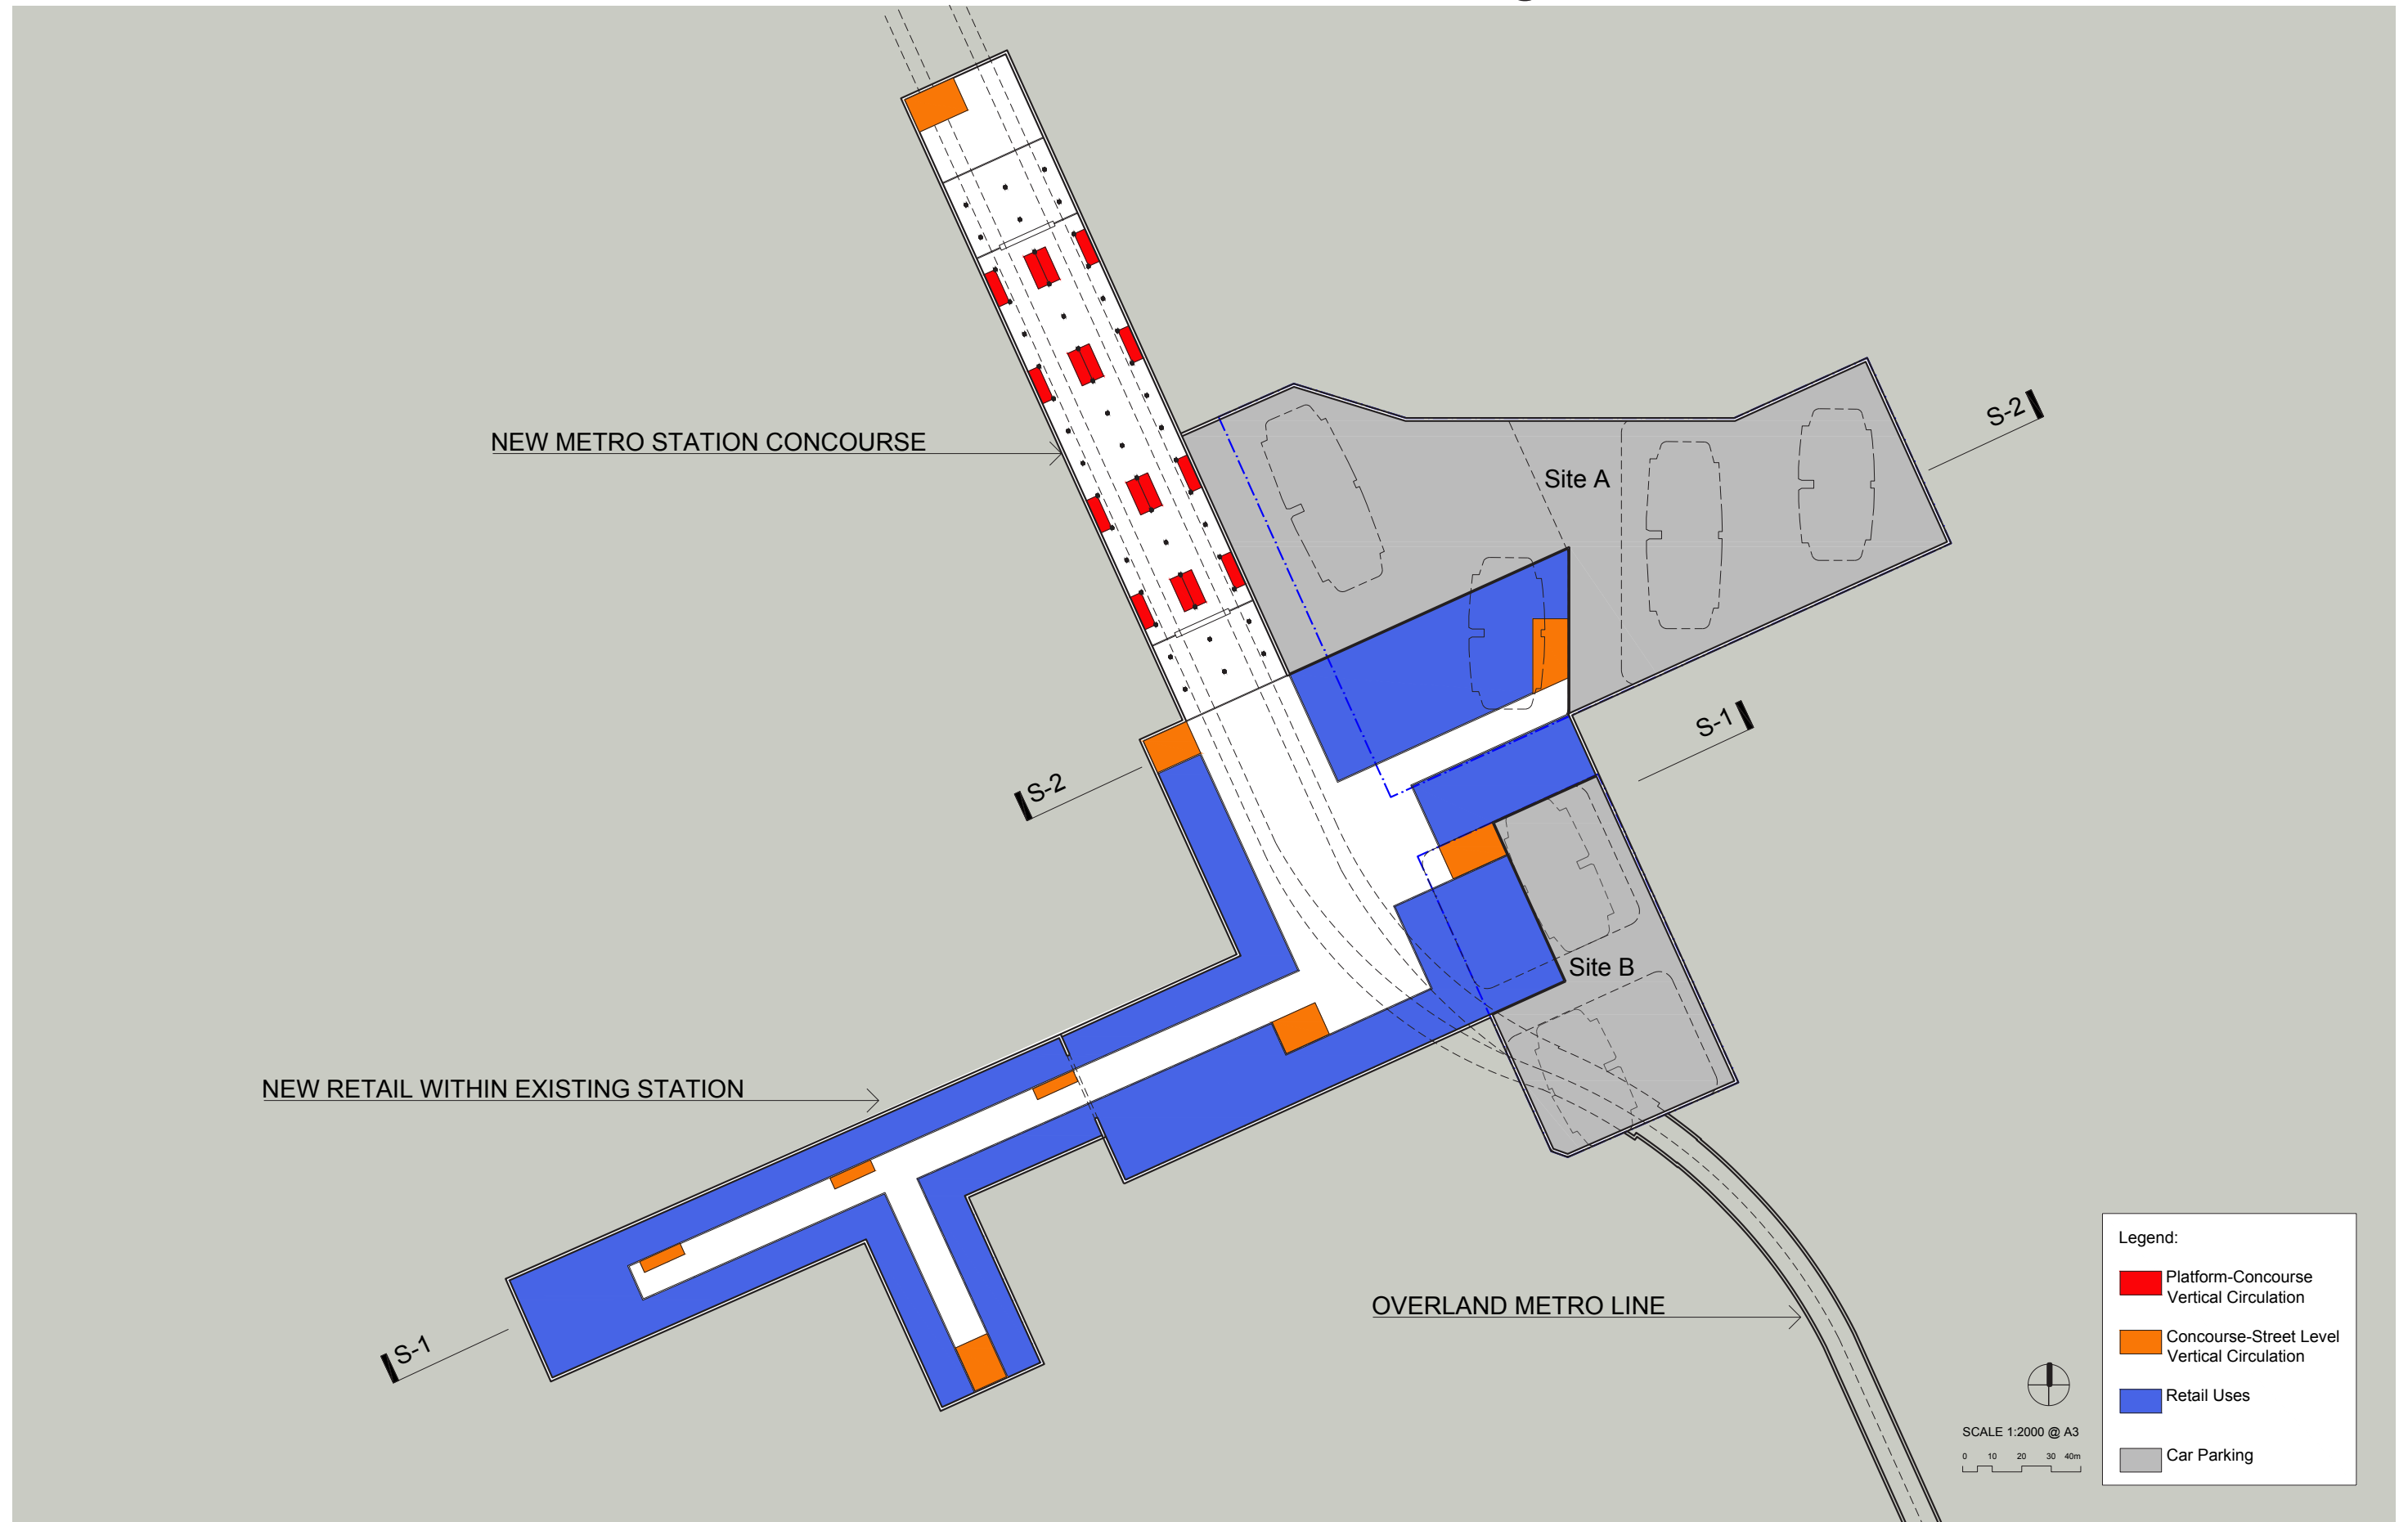 S-2
NEW METRO STATION CONCOURSE
Site A
S-1
S-2
Site B
NEW RETAIL WITHIN EXISTING STATION
OVERLAND METRO LINE
S-1
Legend:
Platform-Concourse
Vertical Circulation
Concourse-Street Level
Vertical Circulation
Retail Uses
Car Parking
SCALE 1:2000 @ A3
0 10 20 30 40m